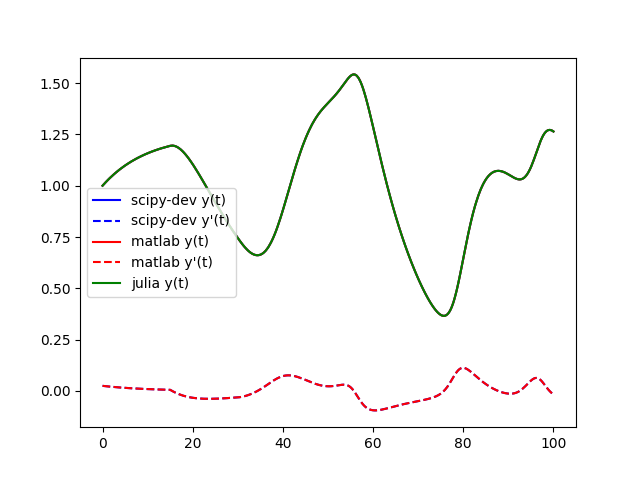 1.50
1.25
1.00
0.75
0.50
0.25
0.00
scipy-dev y(t)
scipy-dev y'(t)
matlab y(t)
matlab y'(t)
julia y(t)
0 20 40 60 80 100